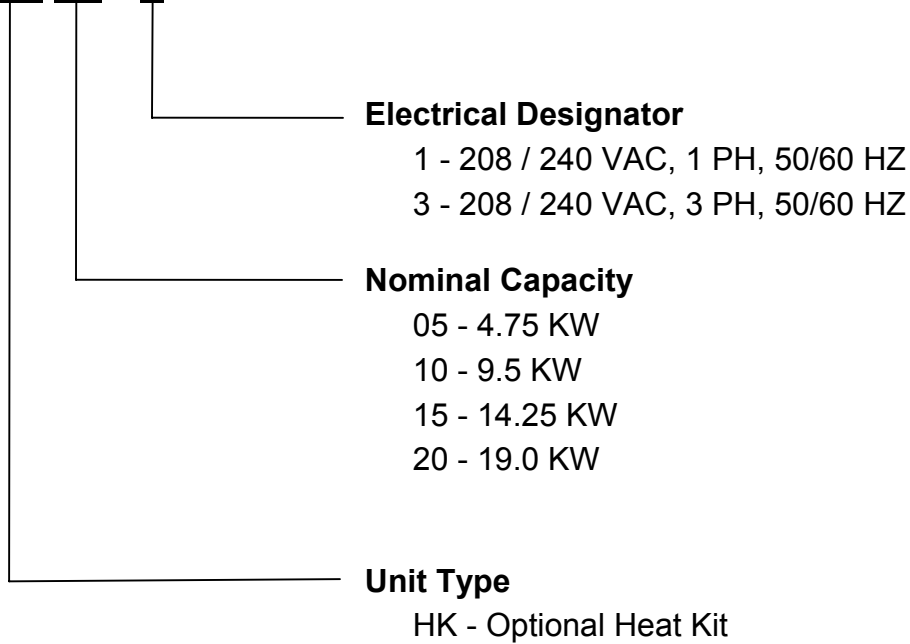 Electrical Designator
1 - 208 / 240 VAC, 1 PH, 50/60 HZ
3 - 208 / 240 VAC, 3 PH, 50/60 HZ
Nominal Capacity
05 - 4.75 KW
10 - 9.5 KW
15 - 14.25 KW
20 - 19.0 KW
Unit Type
HK - Optional Heat Kit